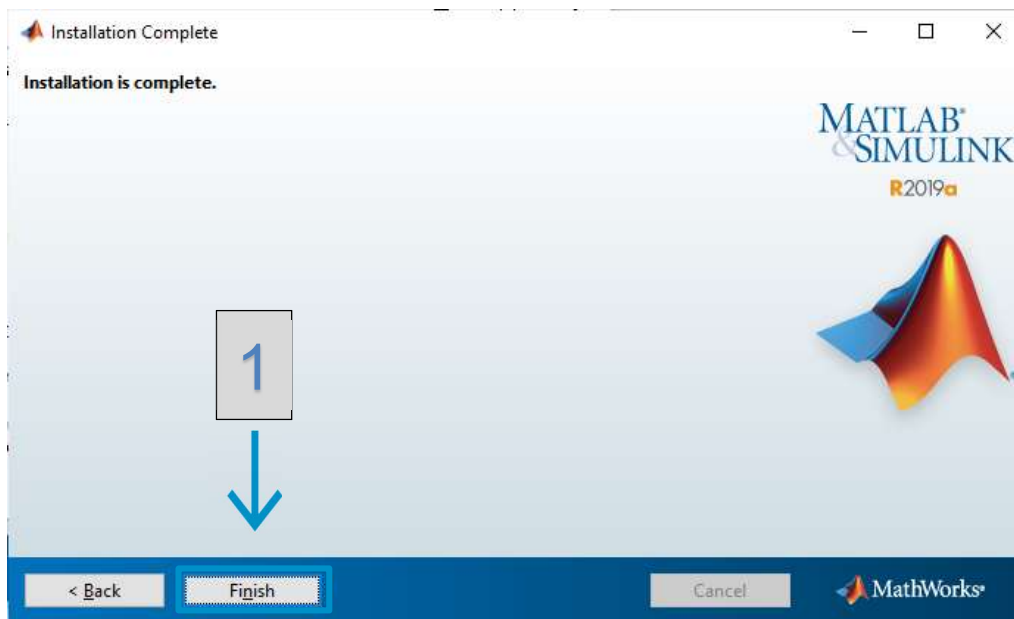 Installation Complete
Installation is complete.
MATLAB®
&SIMULINK
R2019a
1
< Back
Finish
Cancel
MathWorks®